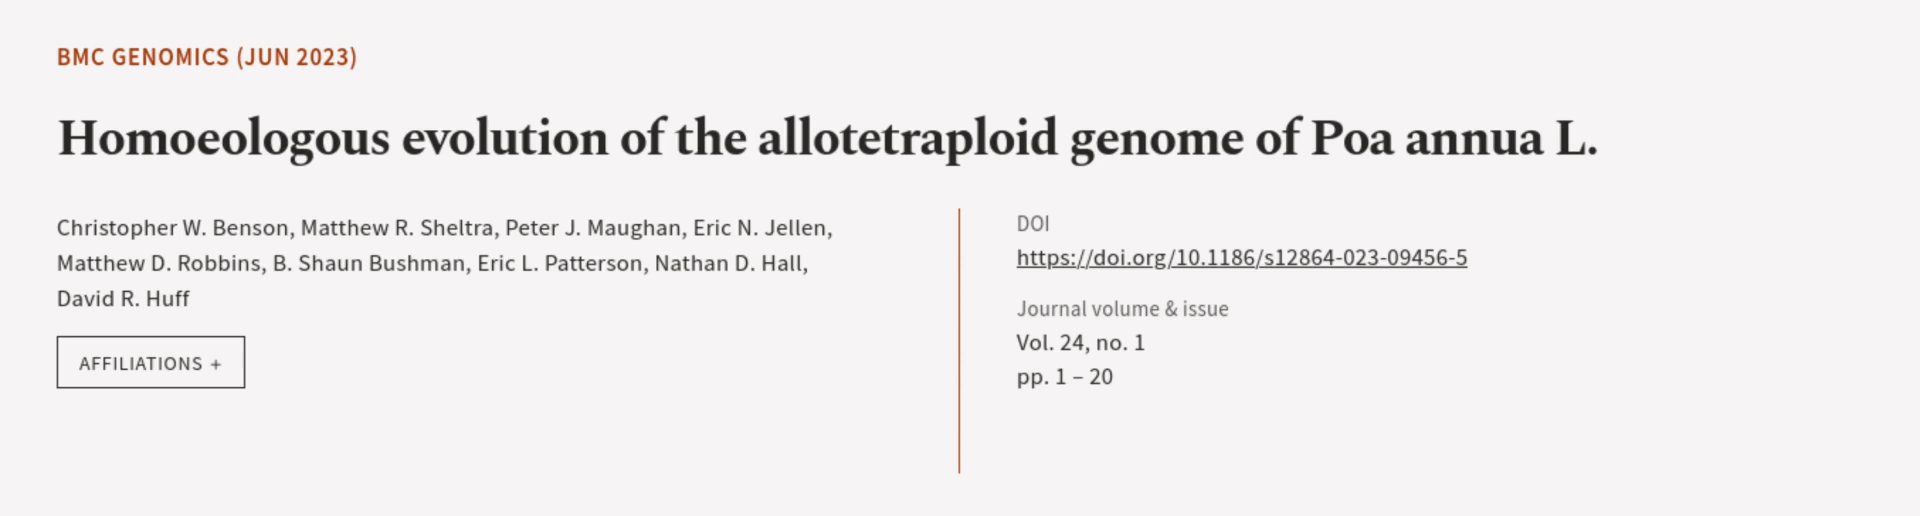 BMC GENOMICS (JUN 2023)
Homoeologous evolution of the allotetraploid genome of Poa annua L.
Christopher W. Benson, Matthew R. Sheltra, Peter J. Maughan, Eric N. Jellen,
Matthew D. Robbins, B. Shaun Bushman, Eric L. Patterson, Nathan D. Hall,
David R. Huff
AFFILIATIONS +
DOI
https://doi.org/10.1186/s12864-023-09456-5
Journal volume & issue
Vol. 24, no. 1
pp. 1 – 20